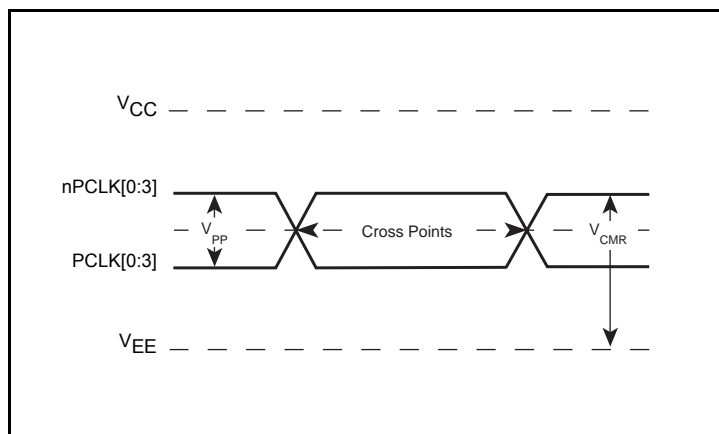 VCC
nPCLK[0:3]
VPP
Cross Points
VCMR
PCLK[0:3]
VEE